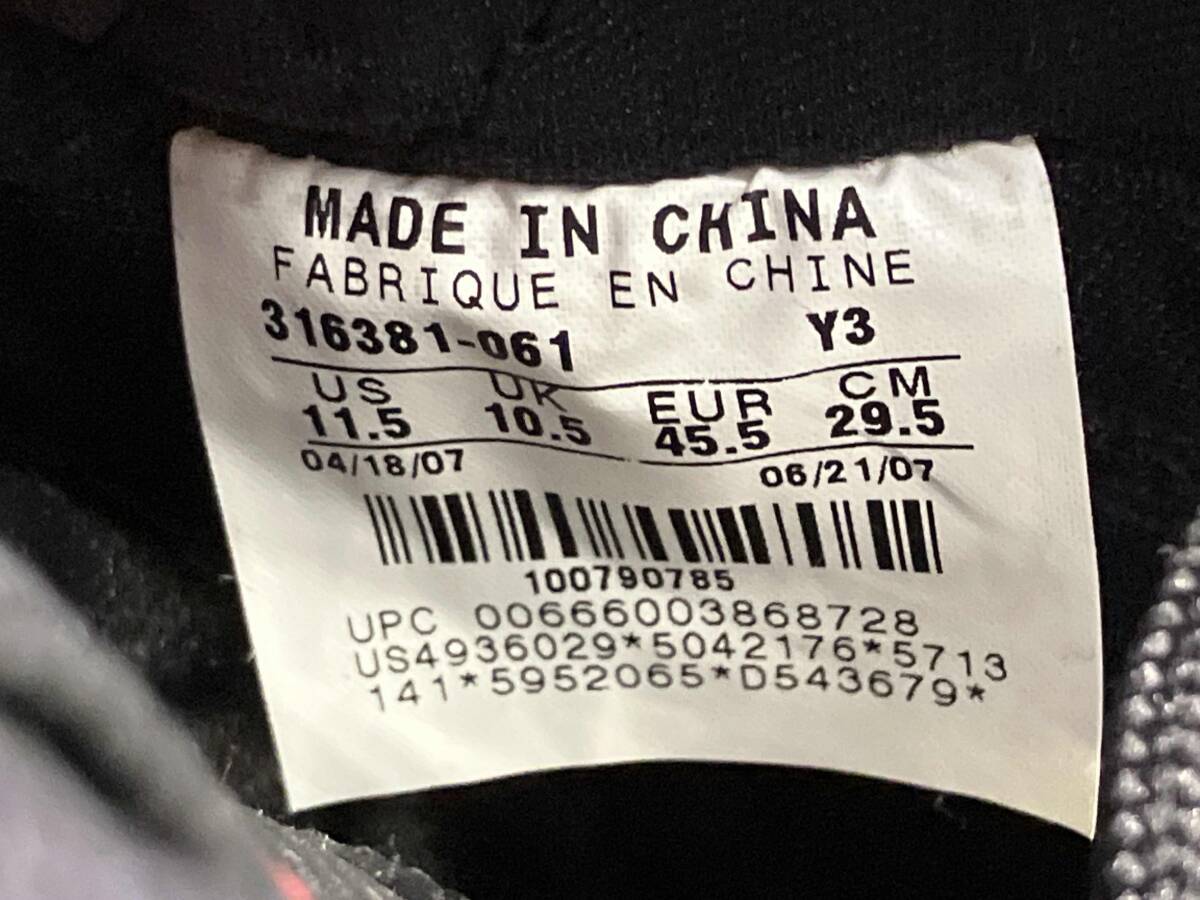 MADE IN CHINA
FABRIQUE EN CHINE
316381-061 Y3
US UK EUR CM
11.5 10.5 45.5 29.5
04/18/07 06/21/07
100790785
UPC 00666003868728
US4936029*5042176*5713
141*5952065*D543679*